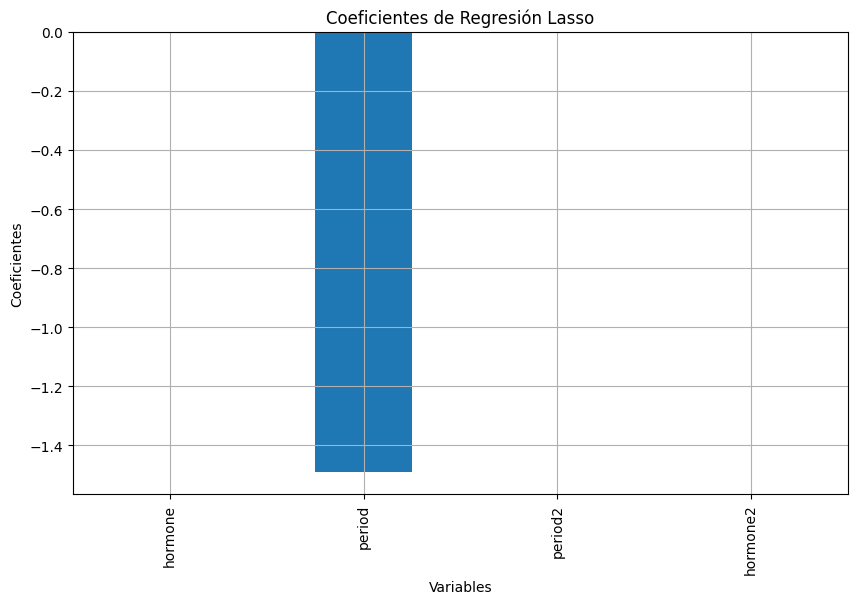 Coeficientes de Regresión Lasso
0.0
−0.2
−0.4
−0.6
−0.8
−1.0
−1.2
−1.4
Coeficientes
hormone
period
period2
hormone2
Variables